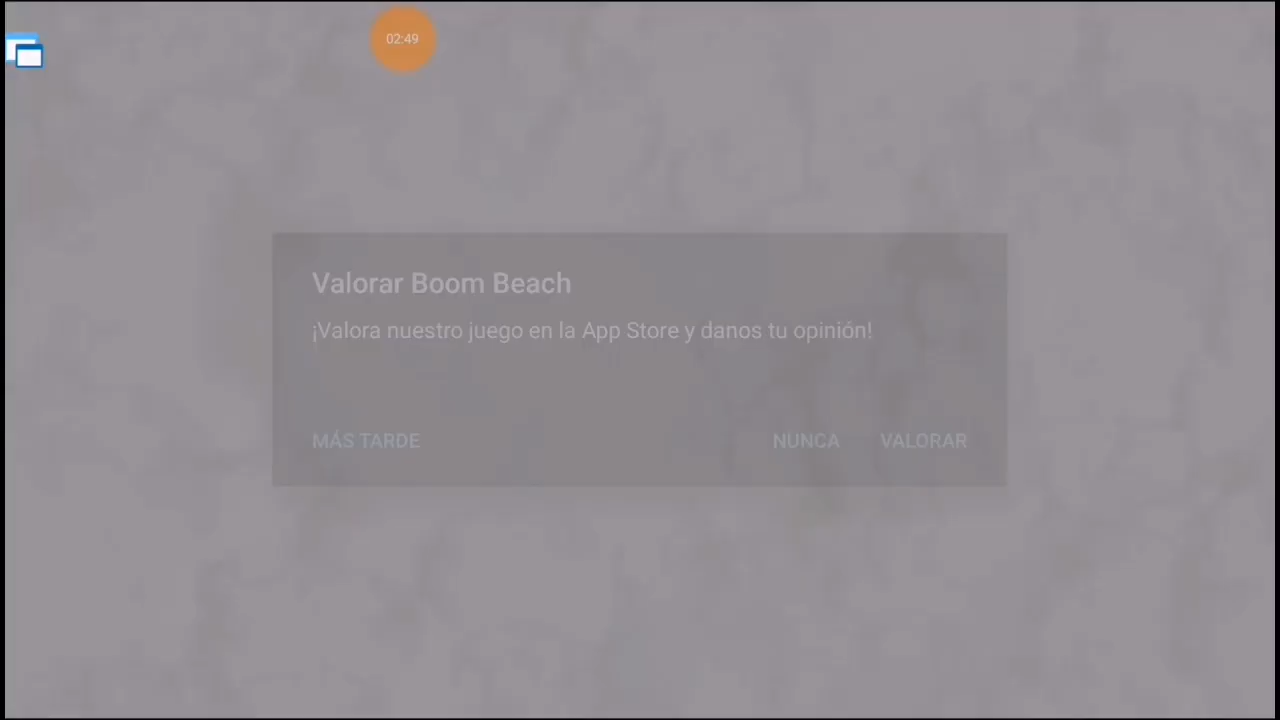 02:49
Valorar Boom Beach
¡Valora nuestro juego en la App Store y danos tu opinión!
MÁS TARDE NUNCA VALORAR